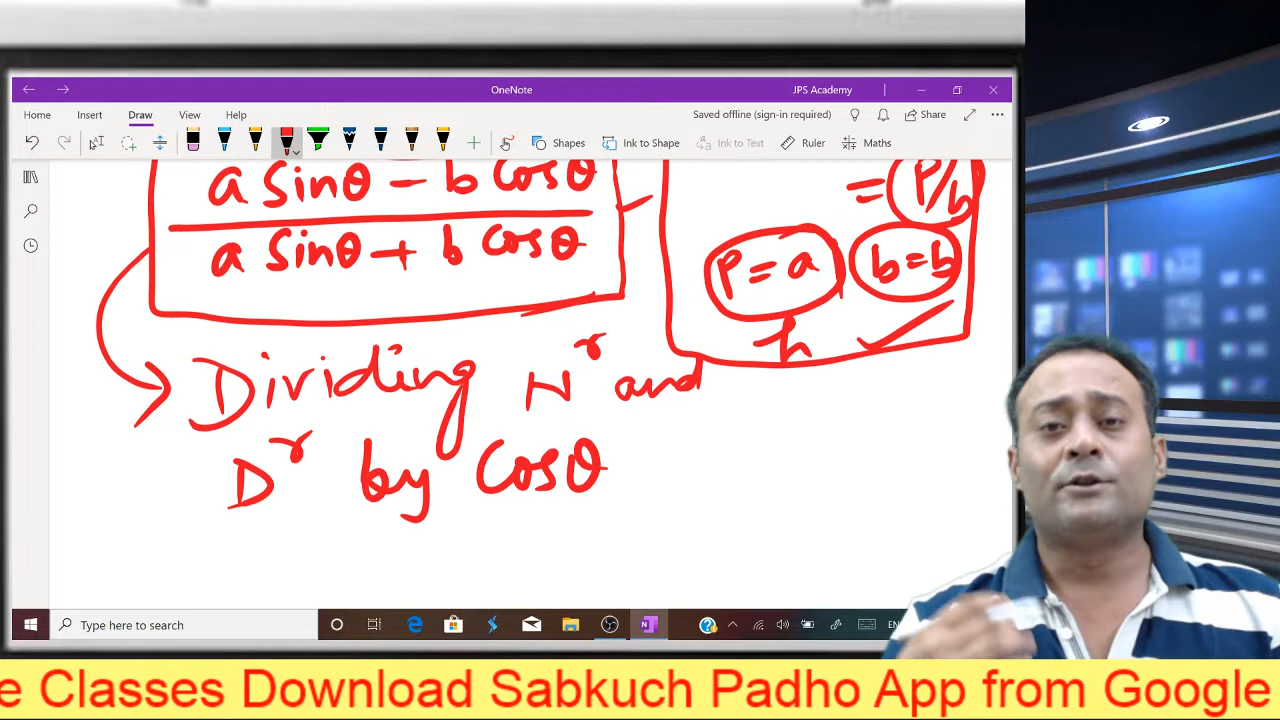 OneNote
JPS Academy
Home Insert Draw View Help
Saved offline (sign-in required)
Share
Shapes
Ink to Shape
Ink to Text
Ruler
Maths
a sinθ - b cosθ
a sinθ + b cosθ
= P/b
P = a
b = b
h
Dividing Nʳ and
Dʳ by Cosθ
Type here to search
e Classes Download Sabkuch Padho App from Google